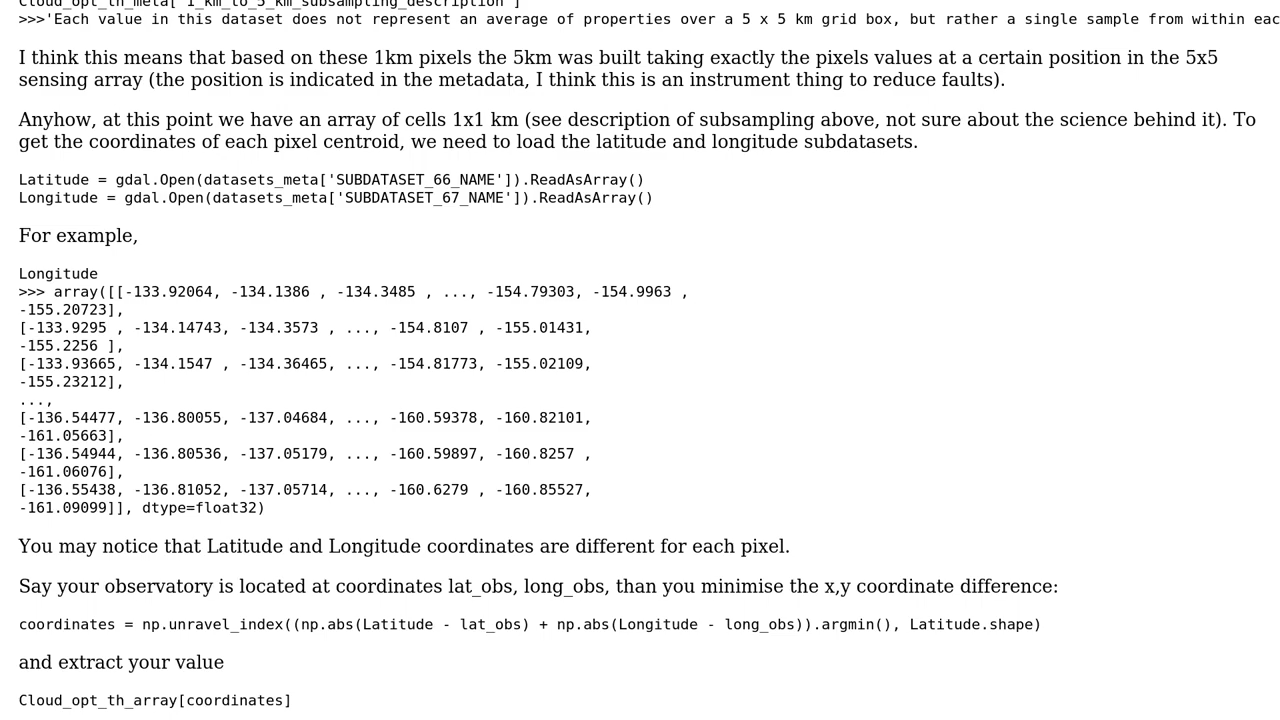 Cloud_opt_th_meta['1_km_to_5_km_subsampling_description']
>>>'Each value in this dataset does not represent an average of properties over a 5 x 5 km grid box, but rather a single sample from within eac
I think this means that based on these 1km pixels the 5km was built taking exactly the pixels values at a certain position in the 5x5
sensing array (the position is indicated in the metadata, I think this is an instrument thing to reduce faults).
Anyhow, at this point we have an array of cells 1x1 km (see description of subsampling above, not sure about the science behind it). To
get the coordinates of each pixel centroid, we need to load the latitude and longitude subdatasets.
Latitude = gdal.Open(datasets_meta['SUBDATASET_66_NAME']).ReadAsArray()
Longitude = gdal.Open(datasets_meta['SUBDATASET_67_NAME']).ReadAsArray()
For example,
Longitude
>>> array([[-133.92064, -134.1386 , -134.3485 , ..., -154.79303, -154.9963 ,
-155.20723],
[-133.9295 , -134.14743, -134.3573 , ..., -154.8107 , -155.01431,
-155.2256 ],
[-133.93665, -134.1547 , -134.36465, ..., -154.81773, -155.02109,
-155.23212],
...,
[-136.54477, -136.80055, -137.04684, ..., -160.59378, -160.82101,
-161.05663],
[-136.54944, -136.80536, -137.05179, ..., -160.59897, -160.8257 ,
-161.06076],
[-136.55438, -136.81052, -137.05714, ..., -160.6279 , -160.85527,
-161.09099]], dtype=float32)
You may notice that Latitude and Longitude coordinates are different for each pixel.
Say your observatory is located at coordinates lat_obs, long_obs, than you minimise the x,y coordinate difference:
coordinates = np.unravel_index((np.abs(Latitude - lat_obs) + np.abs(Longitude - long_obs)).argmin(), Latitude.shape)
and extract your value
Cloud_opt_th_array[coordinates]